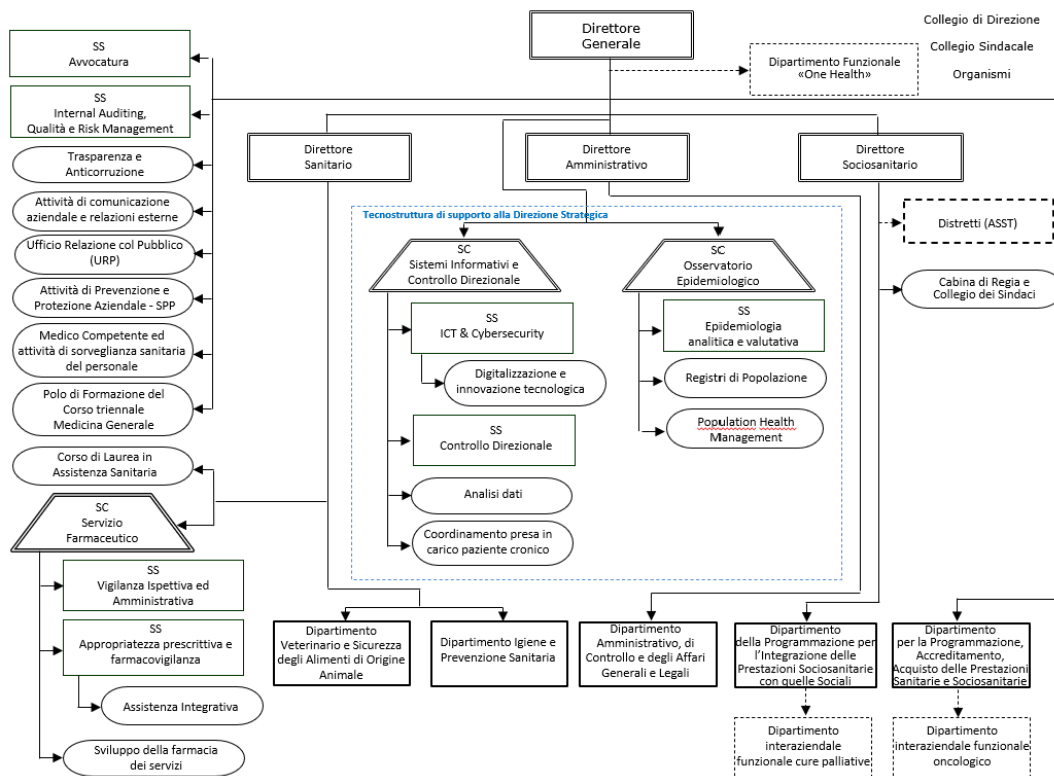 Direttore
Generale
Collegio di Direzione
Collegio Sindacale
Organismi
Dipartimento Funzionale
«One Health»
SS
Avvocatura
SS
Internal Auditing,
Qualità e Risk Management
Trasparenza e
Anticorruzione
Attività di comunicazione
aziendale e relazioni esterne
Ufficio Relazione col Pubblico
(URP)
Attività di Prevenzione e
Protezione Aziendale - SPP
Medico Competente ed
attività di sorveglianza sanitaria
del personale
Polo di Formazione del
Corso triennale
Medicina Generale
Corso di Laurea in
Assistenza Sanitaria
SC
Servizio
Farmaceutico
SS
Vigilanza Ispettiva ed
Amministrativa
SS
Appropriatezza prescrittiva e
farmacovigilanza
Assistenza Integrativa
Sviluppo della farmacia
dei servizi
Direttore
Sanitario
Direttore
Amministrativo
Direttore
Sociosanitario
Tecnostruttura di supporto alla Direzione Strategica
SC
Sistemi Informativi e
Controllo Direzionale
SS
ICT & Cybersecurity
Digitalizzazione e
innovazione tecnologica
SS
Controllo Direzionale
Analisi dati
Coordinamento presa in
carico paziente cronico
SC
Osservatorio
Epidemiologico
SS
Epidemiologia
analitica e valutativa
Registri di Popolazione
Population Health
Management
Distretti (ASST)
Cabina di Regia e
Collegio dei Sindaci
Dipartimento
Veterinario e Sicurezza
degli Alimenti di Origine
Animale
Dipartimento Igiene e
Prevenzione Sanitaria
Dipartimento
Amministrativo, di
Controllo e degli Affari
Generali e Legali
Dipartimento
della Programmazione per
l'Integrazione delle
Prestazioni Sociosanitarie
con quelle Sociali
Dipartimento
per la Programmazione,
Accreditamento,
Acquisto delle Prestazioni
Sanitarie e Sociosanitarie
Dipartimento
interaziendale
funzionale cure palliative
Dipartimento
interaziendale funzionale
oncologico